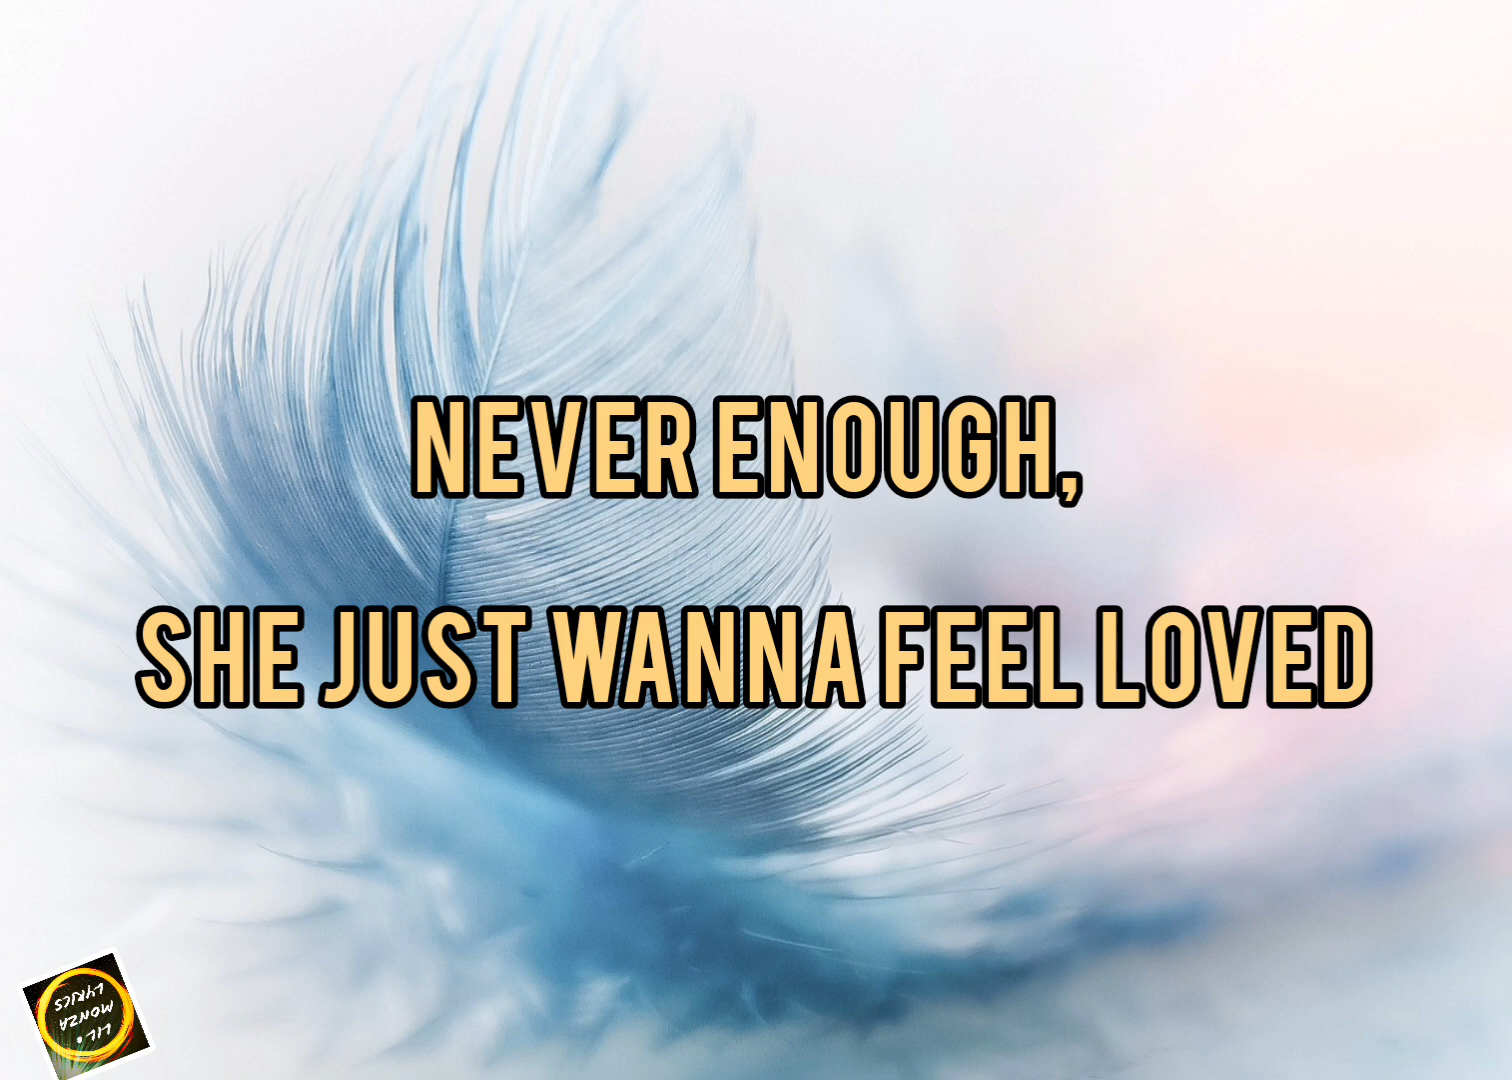 NEVER ENOUGH,
SHE JUST WANNA FEEL LOVED
LIL.
MONZA
LYRICS